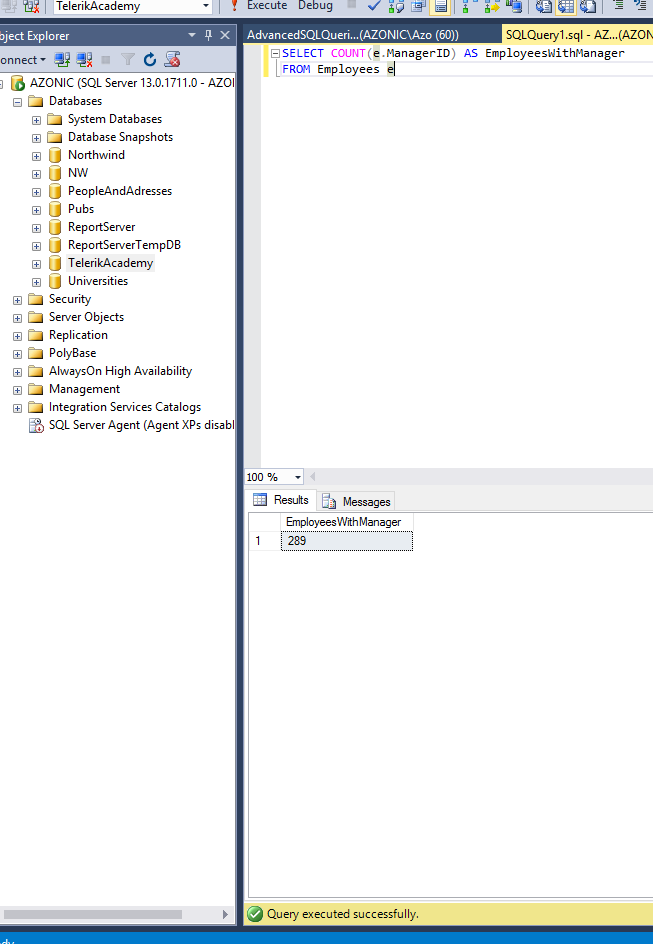 TelerikAcademy
Execute Debug
bject Explorer
onnect
AZONIC (SQL Server 13.0.1711.0 - AZOI
Databases
System Databases
Database Snapshots
Northwind
NW
PeopleAndAdresses
Pubs
ReportServer
ReportServerTempDB
TelerikAcademy
Universities
Security
Server Objects
Replication
PolyBase
AlwaysOn High Availability
Management
Integration Services Catalogs
SQL Server Agent (Agent XPs disabl
AdvancedSQLQueri...(AZONIC\Azo (60))
SQLQuery1.sql - AZ...(AZON
SELECT COUNT(e.ManagerID) AS EmployeesWithManager
FROM Employees e
100 %
Results
Messages
EmployeesWithManager
1 289
Query executed successfully.